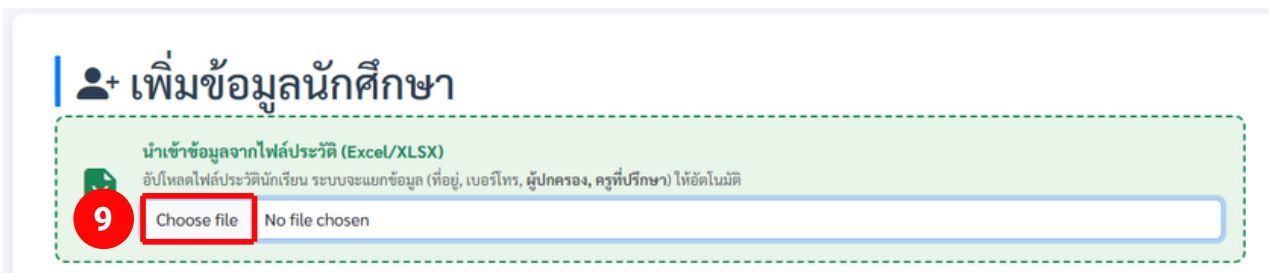 เพิ่มข้อมูลนักศึกษา
นำเข้าข้อมูลจากไฟล์ประวัติ (Excel/XLSX)
อัปโหลดไฟล์ประวัตินักเรียน ระบบจะแยกข้อมูล (ที่อยู่, เบอร์โทร, ผู้ปกครอง, ครูที่ปรึกษา) ให้อัตโนมัติ
9 Choose file No file chosen